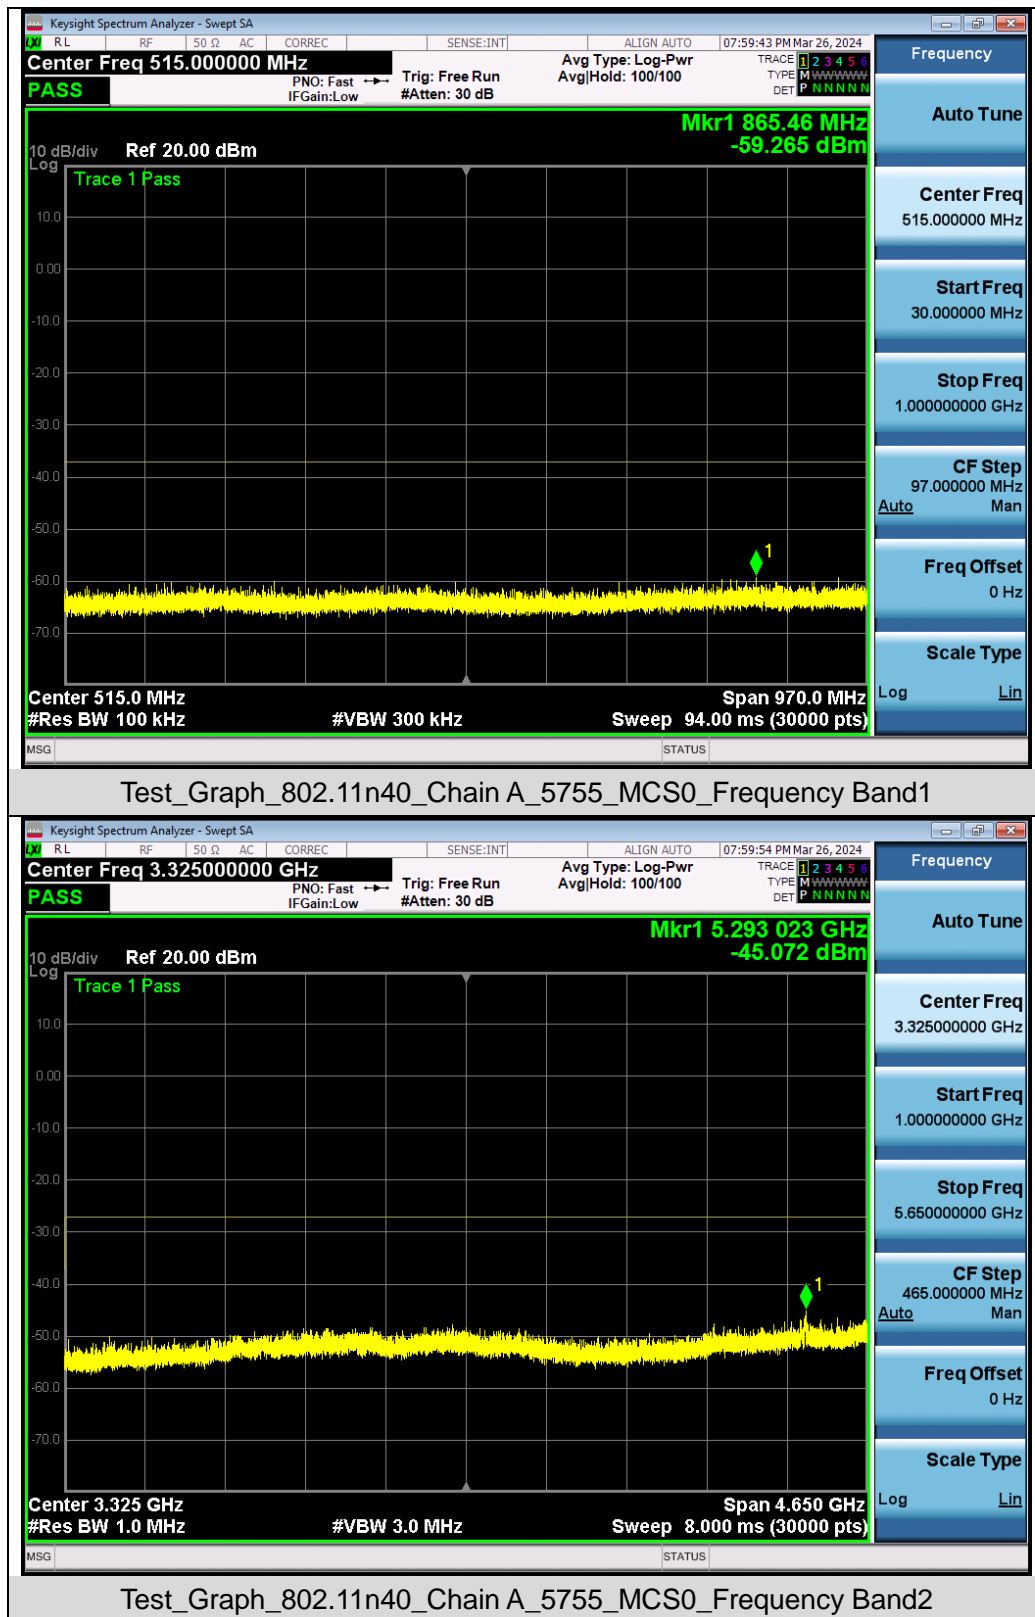 Keysight Spectrum Analyzer - Swept SA
LXI RL RF 50 Ω AC CORREC SENSE:INT ALIGN AUTO 07:59:43 PM Mar 26, 2024
Center Freq 515.000000 MHz
PASS
PNO: Fast
IFGain:Low
Trig: Free Run
#Atten: 30 dB
Avg Type: Log-Pwr
Avg|Hold: 100/100
TRACE 1 2 3 4 5 6
TYPE M WWWWW
DET P N N N N N
Mkr1 865.46 MHz
-59.265 dBm
10 dB/div Ref 20.00 dBm
Log
Trace 1 Pass
10.0
0.00
-10.0
-20.0
-30.0
-40.0
-50.0
1
-60.0
-70.0
Center 515.0 MHz Span 970.0 MHz
#Res BW 100 kHz #VBW 300 kHz Sweep 94.00 ms (30000 pts)
MSG STATUS
Frequency
Auto Tune
Center Freq
515.000000 MHz
Start Freq
30.000000 MHz
Stop Freq
1.000000000 GHz
CF Step
97.000000 MHz
Auto Man
Freq Offset
0 Hz
Scale Type
Log Lin
Test_Graph_802.11n40_Chain A_5755_MCS0_Frequency Band1
Keysight Spectrum Analyzer - Swept SA
LXI RL RF 50 Ω AC CORREC SENSE:INT ALIGN AUTO 07:59:54 PM Mar 26, 2024
Center Freq 3.325000000 GHz
PASS
PNO: Fast
IFGain:Low
Trig: Free Run
#Atten: 30 dB
Avg Type: Log-Pwr
Avg|Hold: 100/100
TRACE 1 2 3 4 5 6
TYPE M WWWWW
DET P N N N N N
Mkr1 5.293 023 GHz
-45.072 dBm
10 dB/div Ref 20.00 dBm
Log
Trace 1 Pass
10.0
0.00
-10.0
-20.0
-30.0
-40.0
1
-50.0
-60.0
-70.0
Center 3.325 GHz Span 4.650 GHz
#Res BW 1.0 MHz #VBW 3.0 MHz Sweep 8.000 ms (30000 pts)
MSG STATUS
Frequency
Auto Tune
Center Freq
3.325000000 GHz
Start Freq
1.000000000 GHz
Stop Freq
5.650000000 GHz
CF Step
465.000000 MHz
Auto Man
Freq Offset
0 Hz
Scale Type
Log Lin
Test_Graph_802.11n40_Chain A_5755_MCS0_Frequency Band2